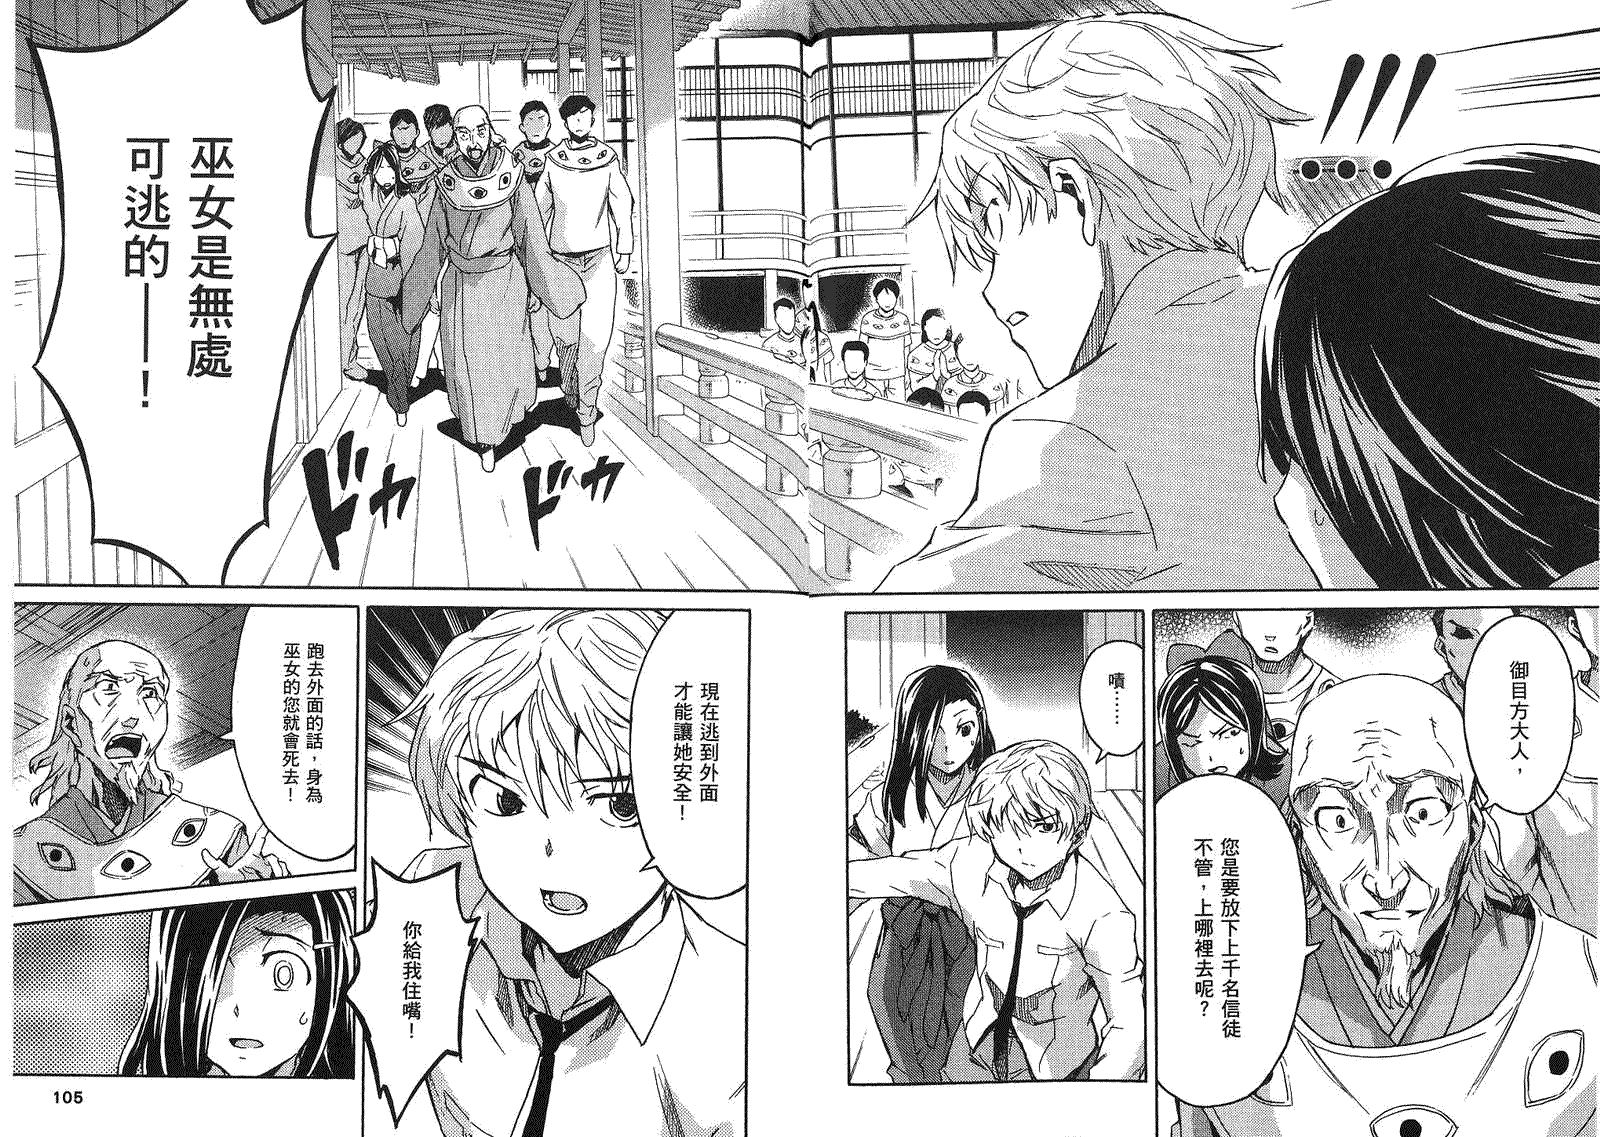 !!!
………
巫女是無處
可逃的——！
ドカ
ドカ
御目方大人，
您是要放下上千名信徒
不管，上哪裡去呢？
嘖……
現在逃到外面
才能讓她安全！
你給我住嘴！
跑去外面的話，身為
巫女的您就會死去！
105